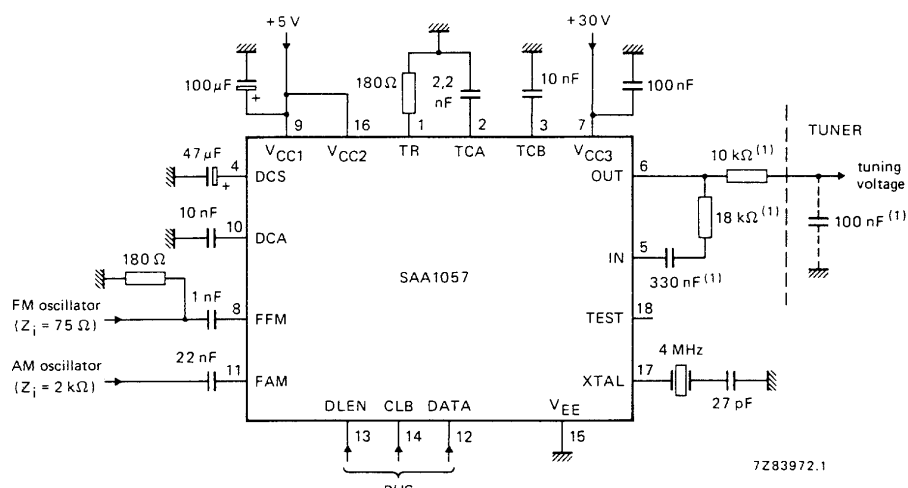 +5 V
+30 V
100 µF
+
180 Ω
2,2
nF
10 nF
100 nF
9
16
1
2
3
7
TUNER
VCC1
VCC2
TR
TCA
TCB
VCC3
47 µF
+
4
DCS
OUT
6
10 kΩ (1)
tuning
voltage
10 nF
10
DCA
18 kΩ (1)
100 nF (1)
IN
5
330 nF (1)
SAA1057
180 Ω
1 nF
FM oscillator
(Zi = 75 Ω)
8
FFM
TEST
18
AM oscillator
(Zi = 2 kΩ)
22 nF
11
FAM
XTAL
17
4 MHz
27 pF
DLEN CLB DATA
VEE
13
14
12
15
7Z83972.1